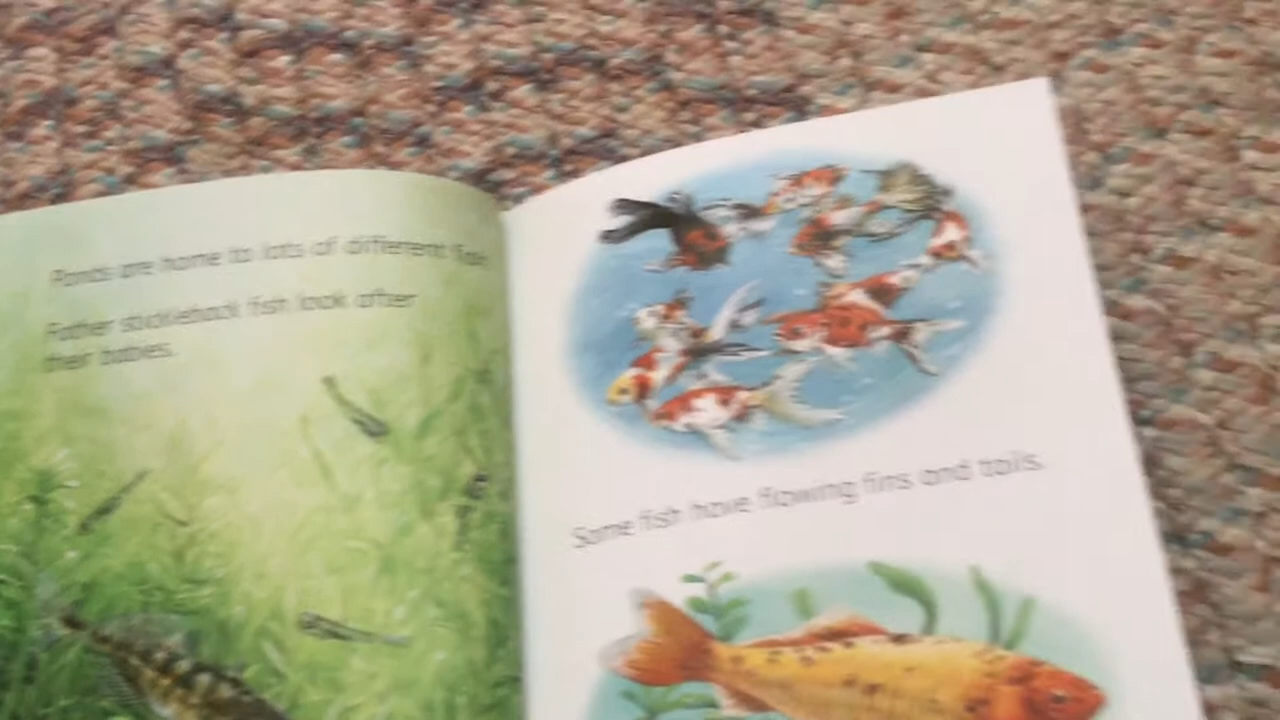 Ponds are home to lots of different fish.
Father stickleback fish look after
their babies.
Some fish have flowing fins and tails.